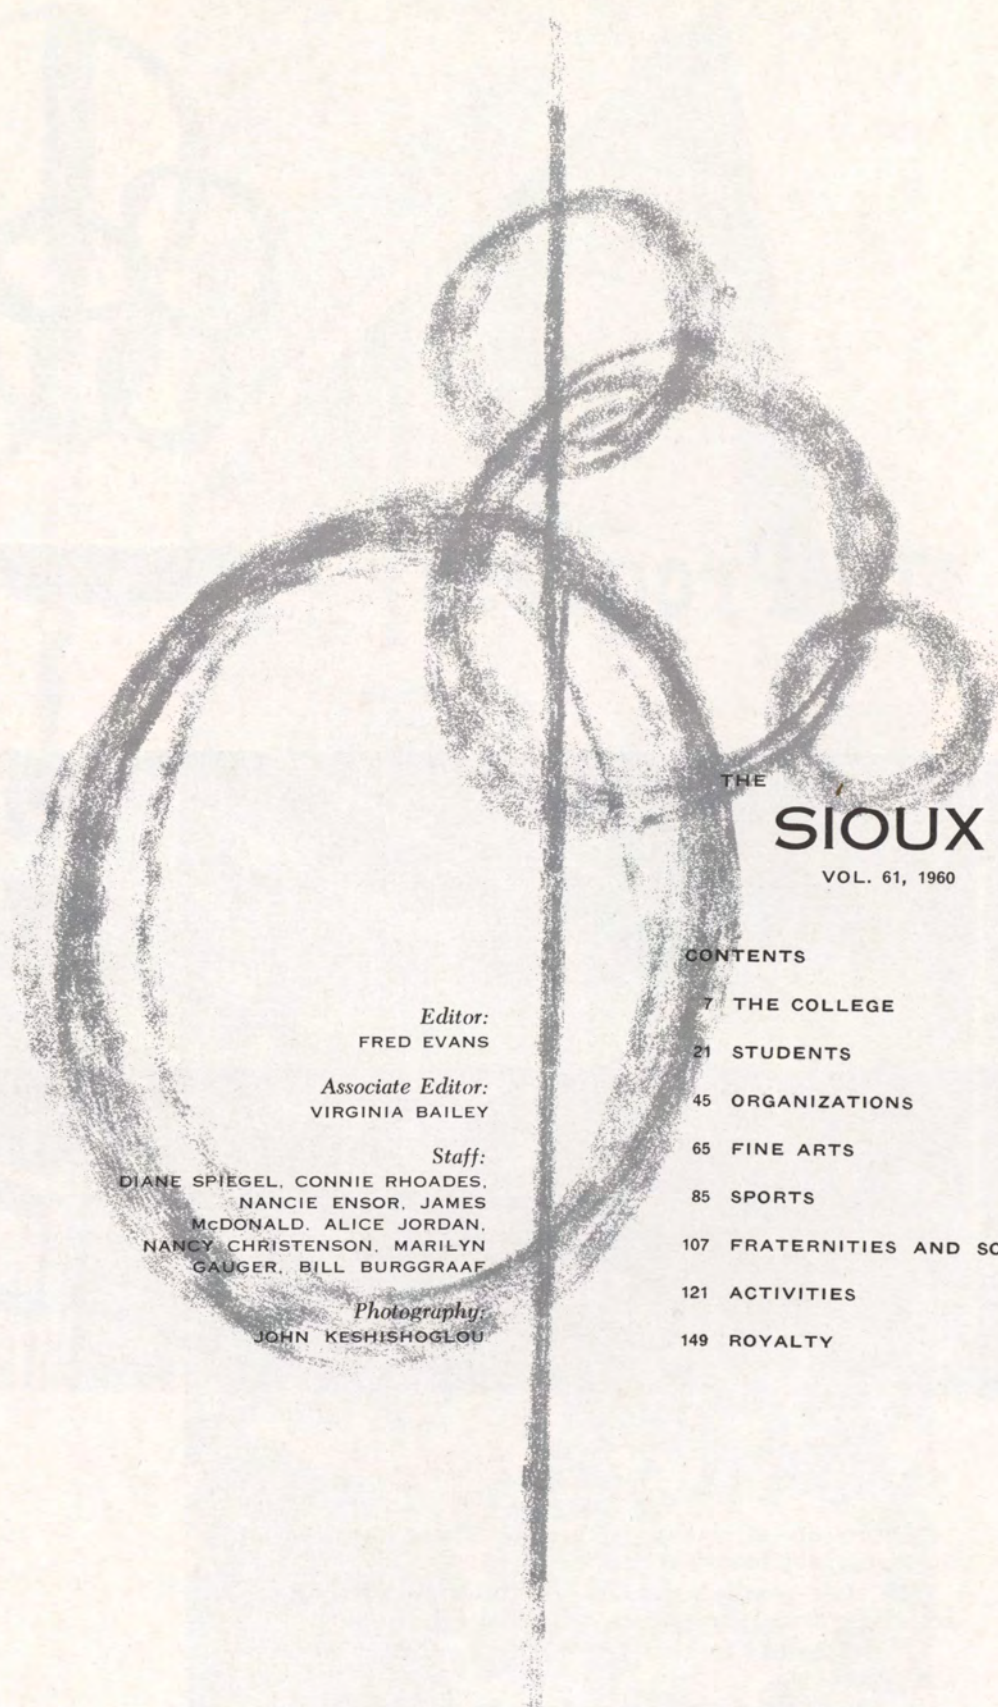 THE
SIOUX
VOL. 61, 1960
Editor:
FRED EVANS
Associate Editor:
VIRGINIA BAILEY
Staff:
DIANE SPIEGEL, CONNIE RHOADES,
NANCIE ENSOR, JAMES
McDONALD. ALICE JORDAN,
NANCY CHRISTENSON, MARILYN
GAUGER, BILL BURGGRAAF
Photography:
JOHN KESHISHOGLOU
CONTENTS
7 THE COLLEGE
21 STUDENTS
45 ORGANIZATIONS
65 FINE ARTS
85 SPORTS
107 FRATERNITIES AND
121 ACTIVITIES
149 ROYALTY